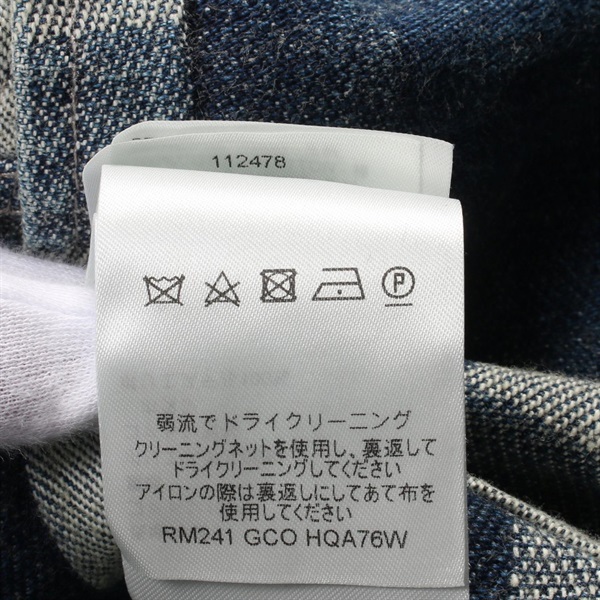 112478
P
弱流でドライクリーニング
クリーニングネットを使用し、裏返して
ドライクリーニングしてください
アイロンの際は裏返しにしてあて布を
使用してください
RM241 GCO HQA76W